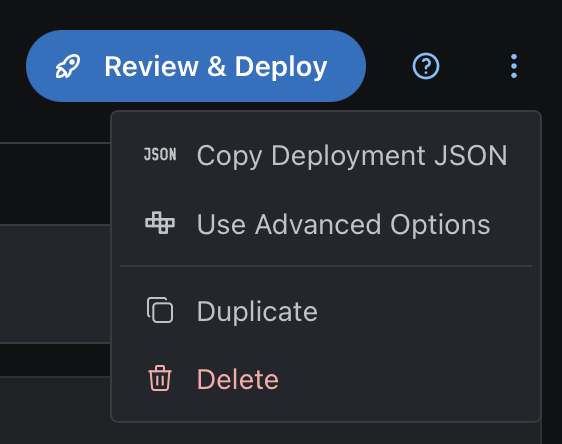 Review & Deploy
JSON Copy Deployment JSON
Use Advanced Options
Duplicate
Delete